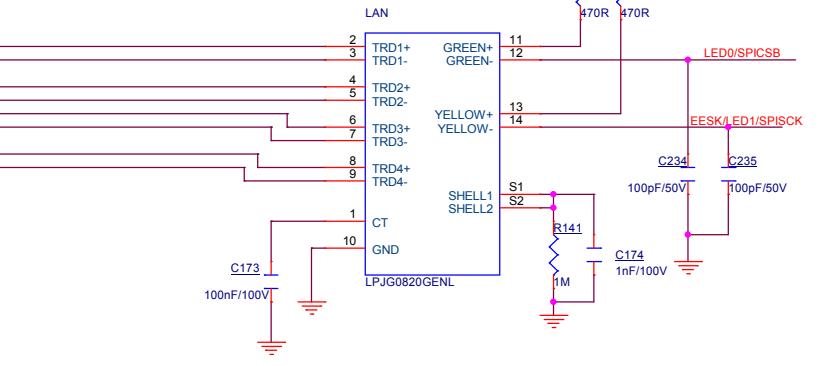 LAN
470R
470R
2
TRD1+
GREEN+
11
3
TRD1-
GREEN-
12
LED0/SPICSB
4
TRD2+
5
TRD2-
YELLOW+
13
6
TRD3+
YELLOW-
14
EESK/LED1/SPISCK
7
TRD3-
8
TRD4+
9
TRD4-
C234
C235
100pF/50V
100pF/50V
SHELL1
S1
SHELL2
S2
1
CT
R141
10
GND
C174
1nF/100V
C173
100nF/100V
1M
LPJG0820GENL